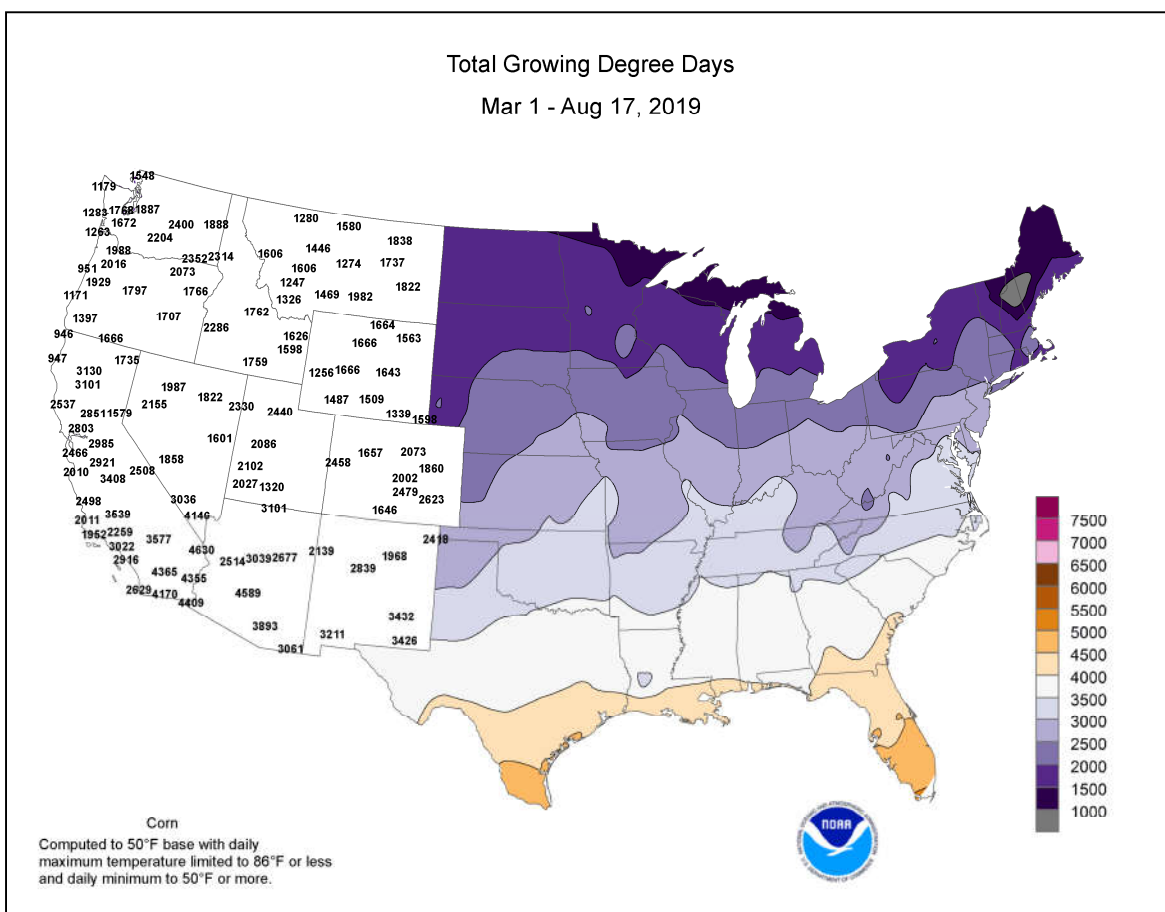 Total Growing Degree Days
Mar 1 - Aug 17, 2019
1548
1179
1283 1768 1887
1672 2400 1888
1263 2204
1988 2352 2314
951 2016 2073
1929
1171 1797 1766
1397 1707
946 1666 2286
947 1735
3130
3101
2537 2851 1579
2803
2985
2466 2921
2010 3408 2508
2498
2011 3639
1952 2259 3577
3022
2916
4365
2629 4170 4355
4409
1280 1580
1446 1838
1606 1606 1274 1737
1247
1326 1469 1982 1822
1762
1626
1598
1759
1664
1666 1563
1256 1666 1643
1487 1509
1339 1598
1987
2155 1822 2330 2440
1601
1858
3036
4146
2086
2102
2027 1320
3101
2458 1657 2073
1860
2002
2479
2623
1646
4630
2514 3039 2677
4589
3893
3061
2139 2418
1968
2839
3432
3211 3426
7500
7000
6500
6000
5500
5000
4500
4000
3500
3000
2500
2000
1500
1000
Corn
Computed to 50°F base with daily
maximum temperature limited to 86°F or less
and daily minimum to 50°F or more.
NOAA